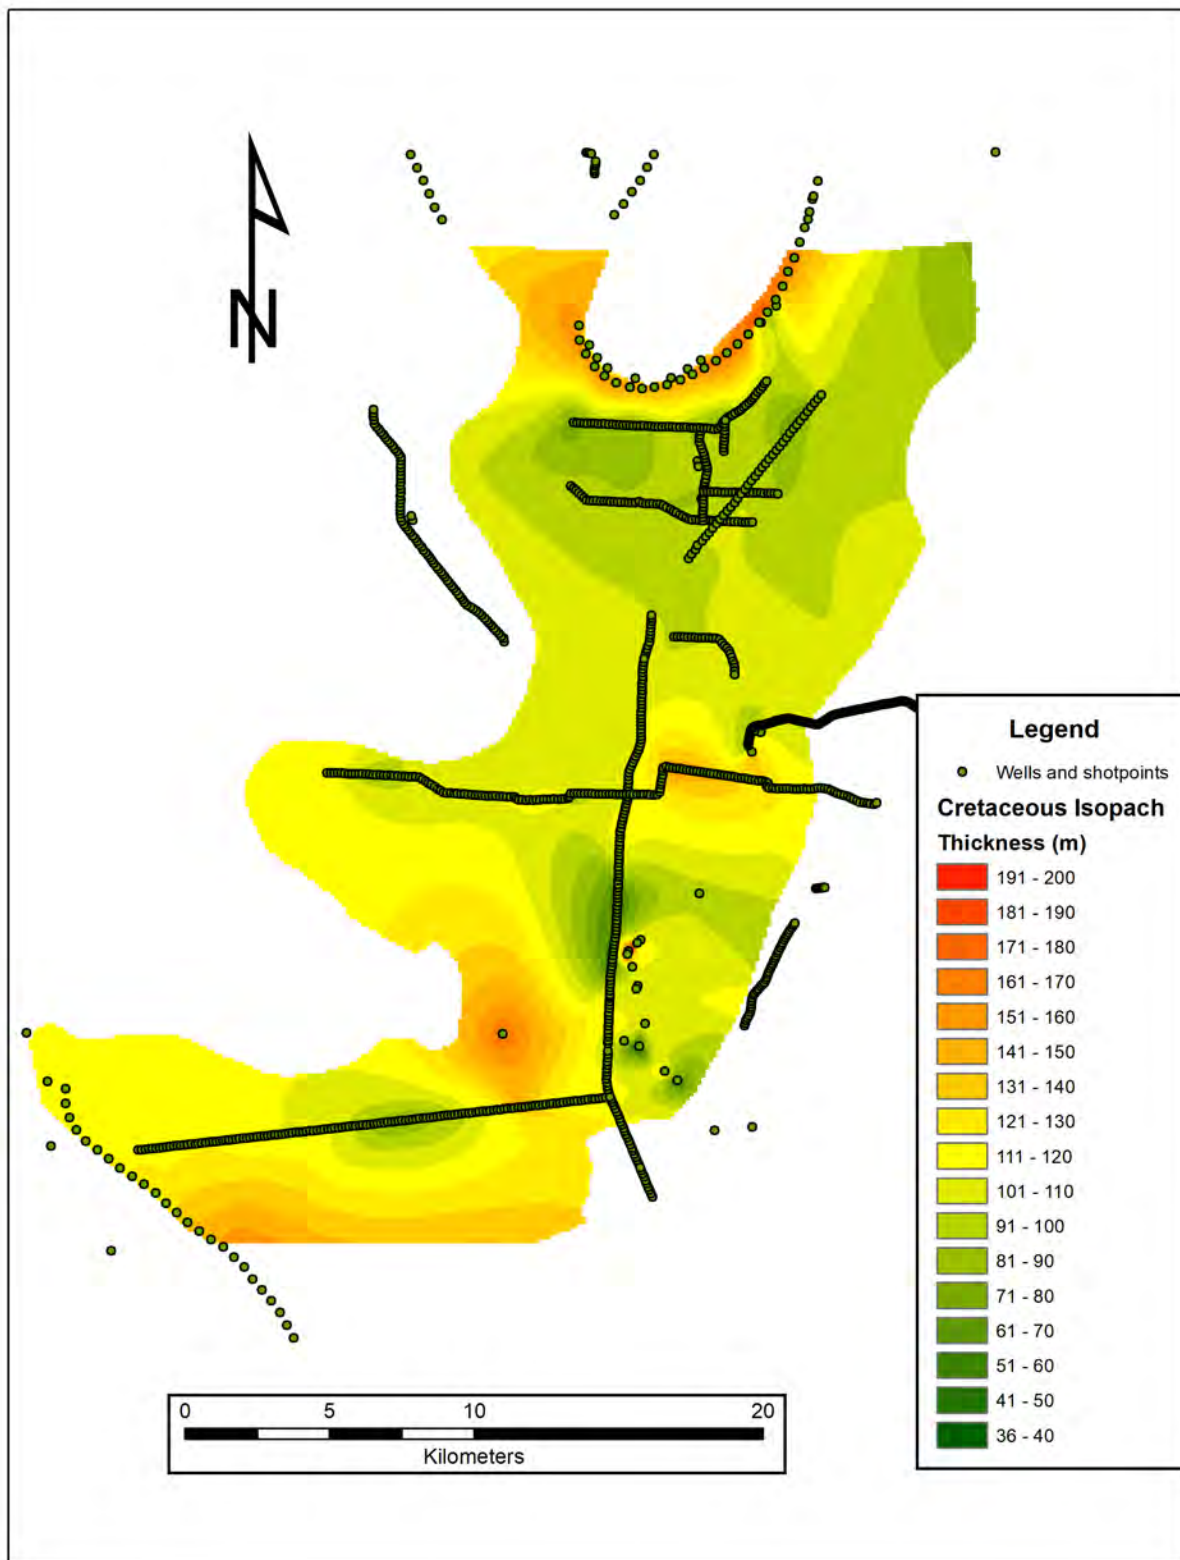 N
Legend
Wells and shotpoints
Cretaceous Isopach
Thickness (m)
191 - 200
181 - 190
171 - 180
161 - 170
151 - 160
141 - 150
131 - 140
121 - 130
111 - 120
101 - 110
91 - 100
81 - 90
71 - 80
61 - 70
51 - 60
41 - 50
36 - 40
0 5 10 20
Kilometers